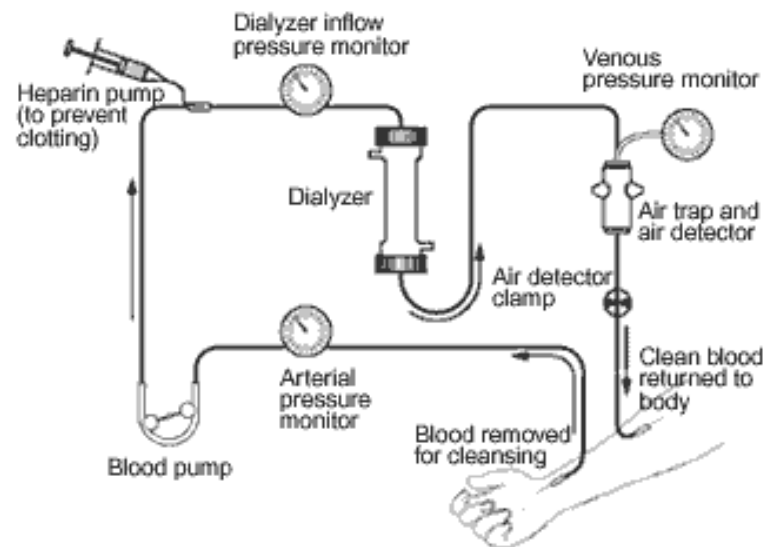 Dialyzer inflow
pressure monitor
Venous
pressure monitor
Heparin pump
(to prevent
clotting)
Dialyzer
Air trap and
air detector
Air detector
clamp
Arterial
pressure
monitor
Clean blood
returned to
body
Blood removed
for cleansing
Blood pump